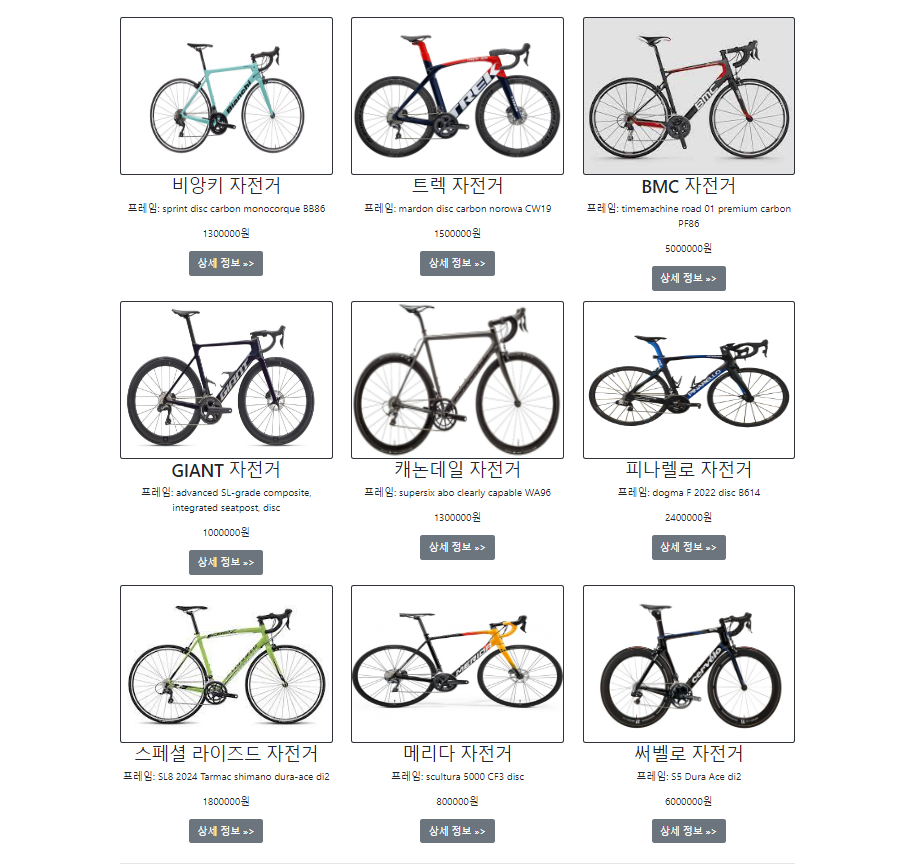 Bianchi
TREK
BMC
비앙키 자전거
트렉 자전거
BMC 자전거
프레임: sprint disc carbon monocorque BB86
프레임: mardon disc carbon norowa CW19
프레임: timemachine road 01 premium carbon
PF86
1300000원
1500000원
5000000원
상세 정보 »>
상세 정보 »>
상세 정보 »>
GIANT
PINARELLO
GIANT 자전거
캐논데일 자전거
피나렐로 자전거
프레임: advanced SL-grade composite,
integrated seatpost, disc
프레임: supersix abo clearly capable WA96
프레임: dogma F 2022 disc B614
1000000원
1300000원
2400000원
상세 정보 »>
상세 정보 »>
상세 정보 »>
MERIDA
cervélo
스페셜 라이즈드 자전거
메리다 자전거
써벨로 자전거
프레임: SL8 2024 Tarmac shimano dura-ace di2
프레임: scultura 5000 CF3 disc
프레임: S5 Dura Ace di2
1800000원
800000원
6000000원
상세 정보 »>
상세 정보 »>
상세 정보 »>